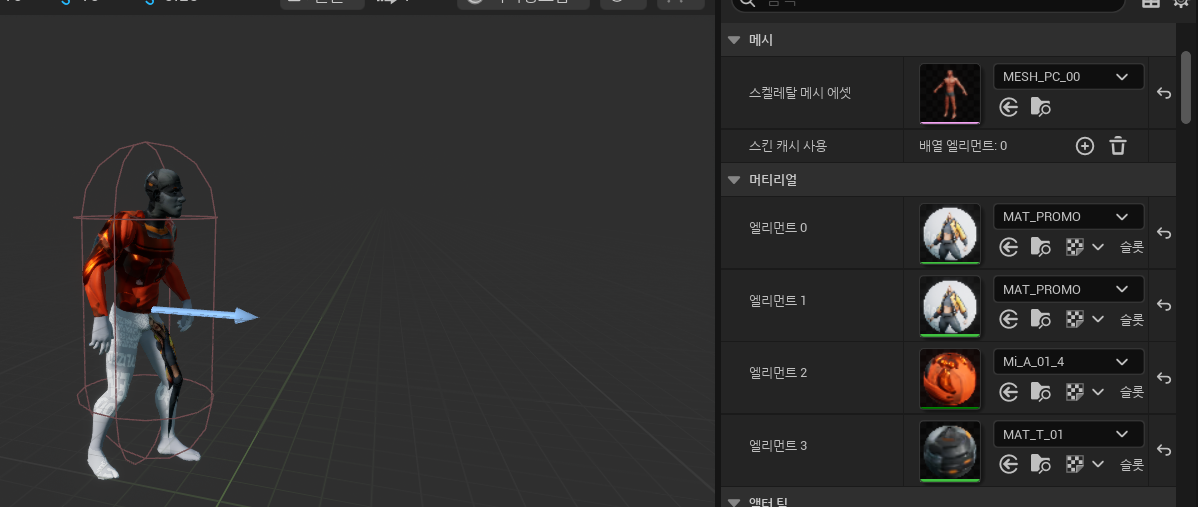 메시
스켈레탈 메시 에셋
MESH_PC_00
스킨 캐시 사용
배열 엘리먼트: 0
머티리얼
엘리먼트 0
MAT_PROMO
슬롯
엘리먼트 1
MAT_PROMO
슬롯
엘리먼트 2
Mi_A_01_4
슬롯
엘리먼트 3
MAT_T_01
슬롯